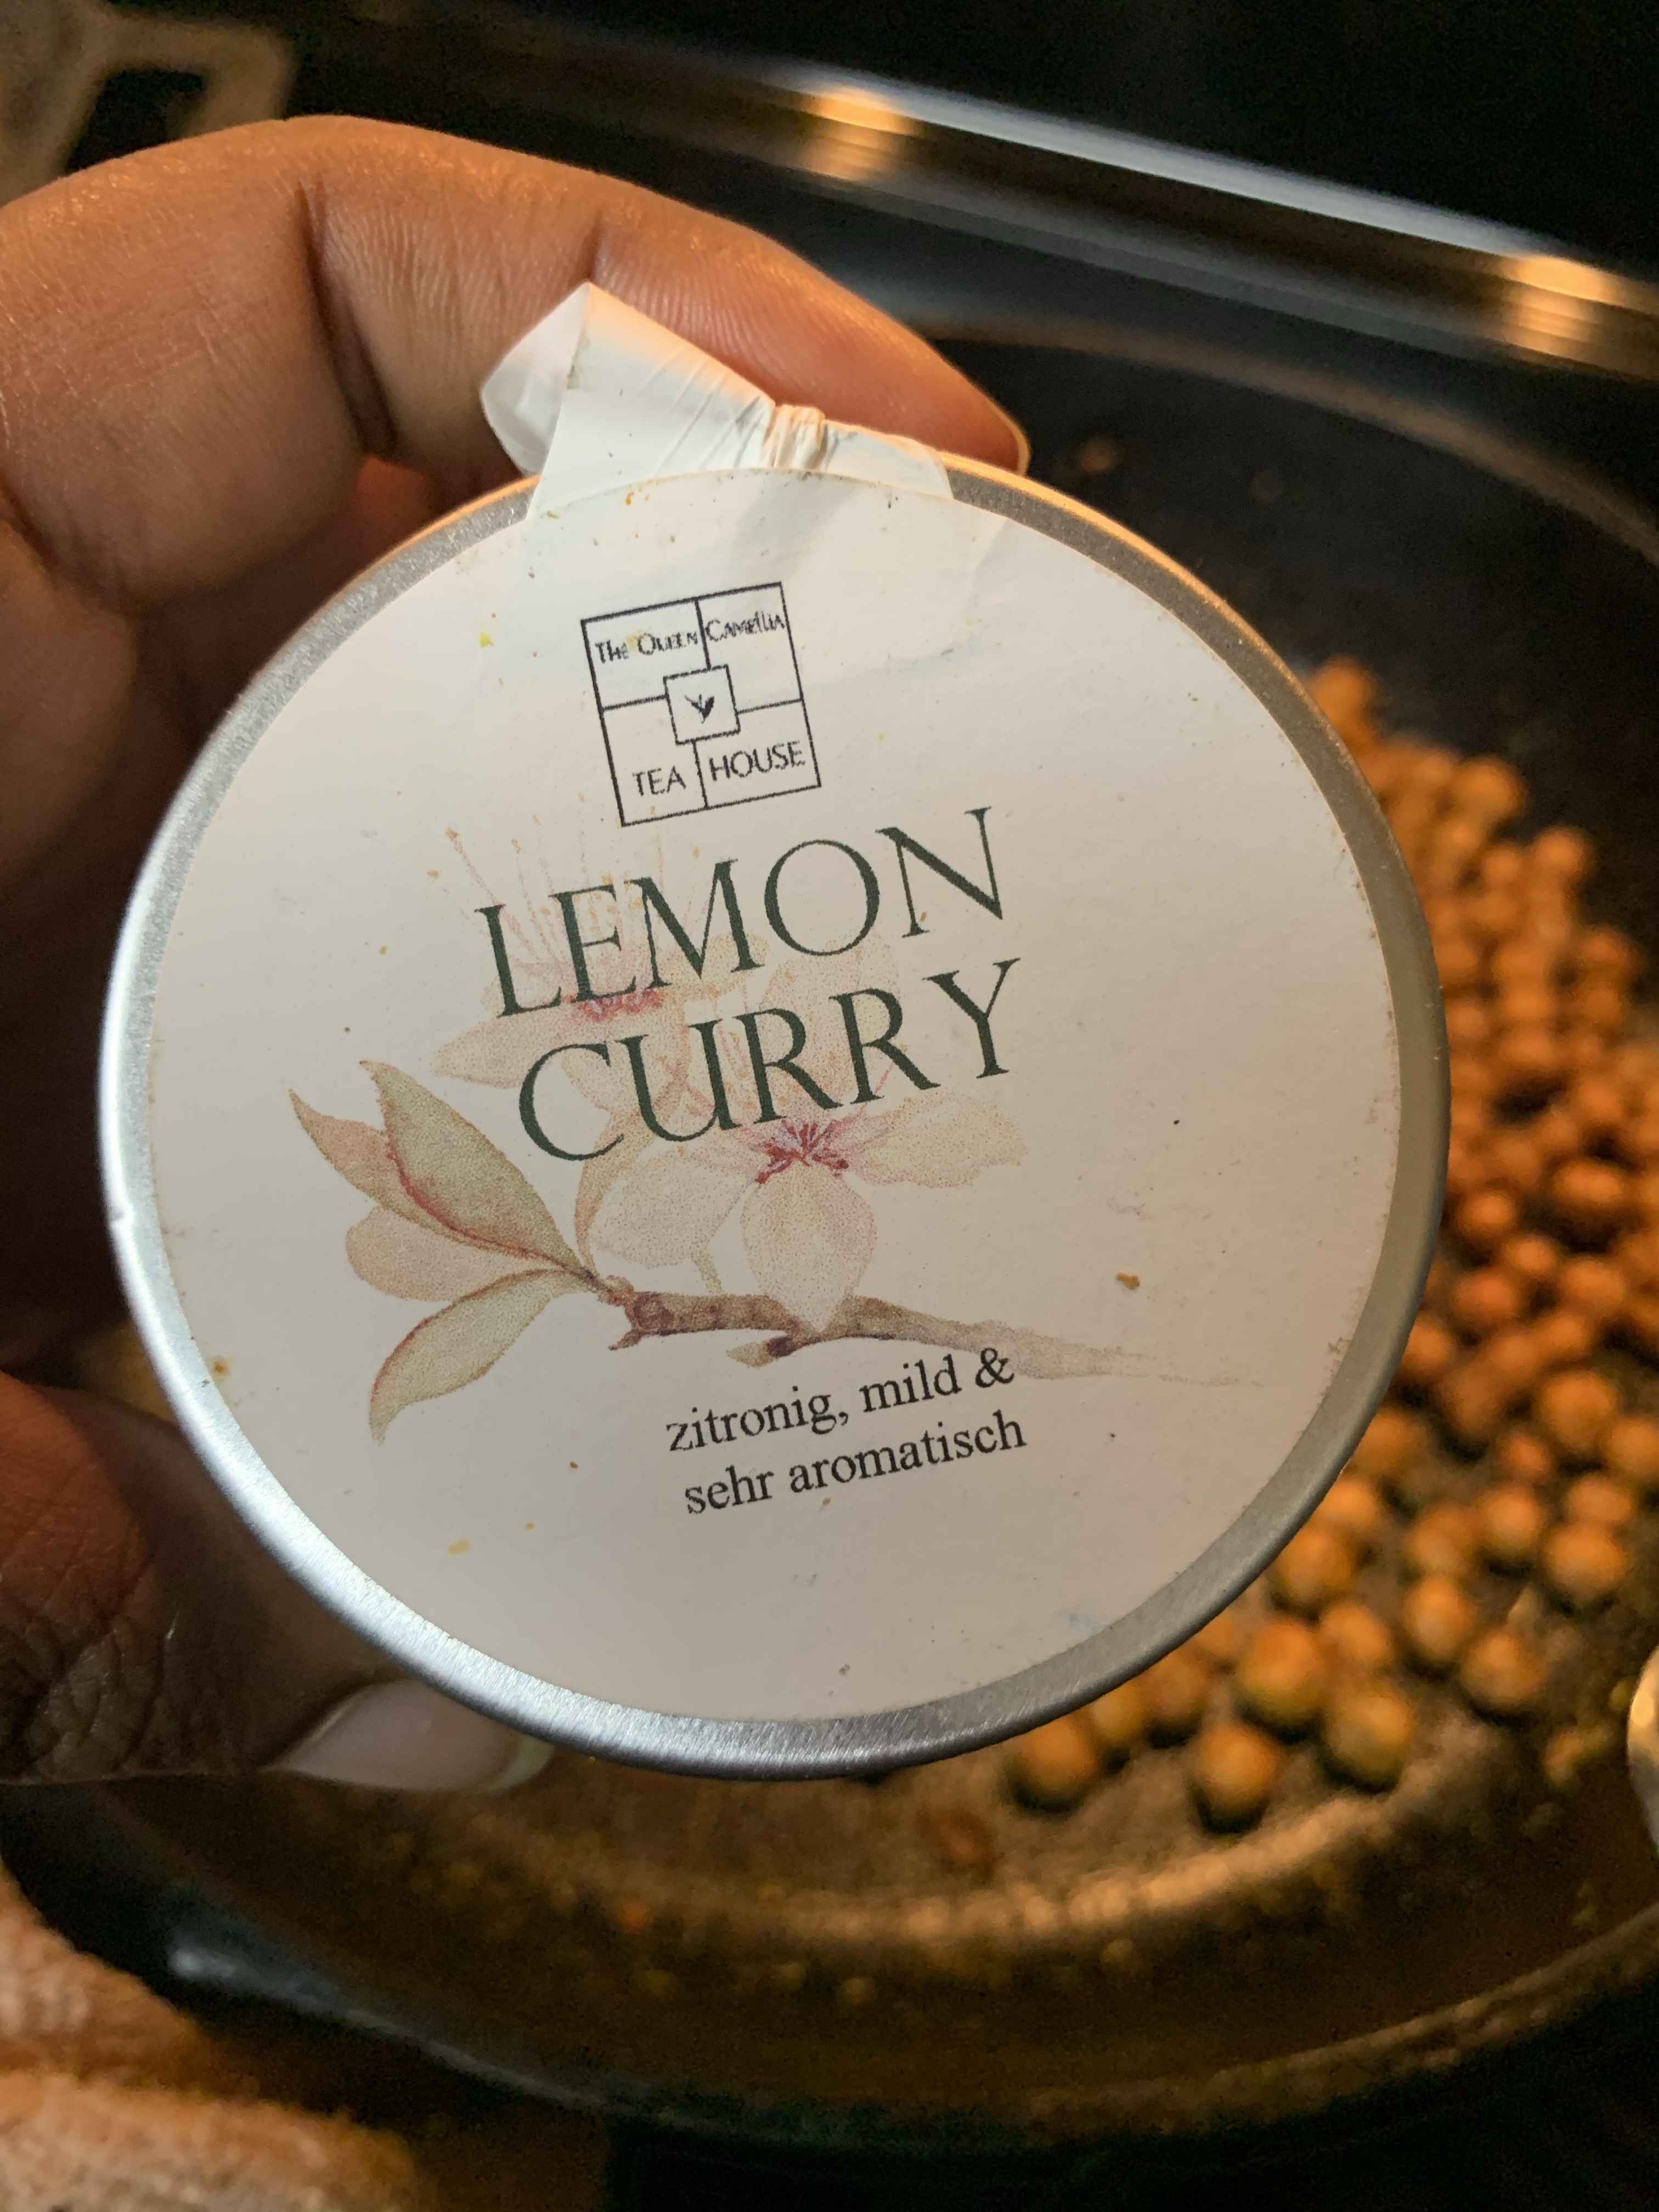 The Queen Camellia
TEA HOUSE
LEMON
CURRY
zitronig, mild &
sehr aromatisch